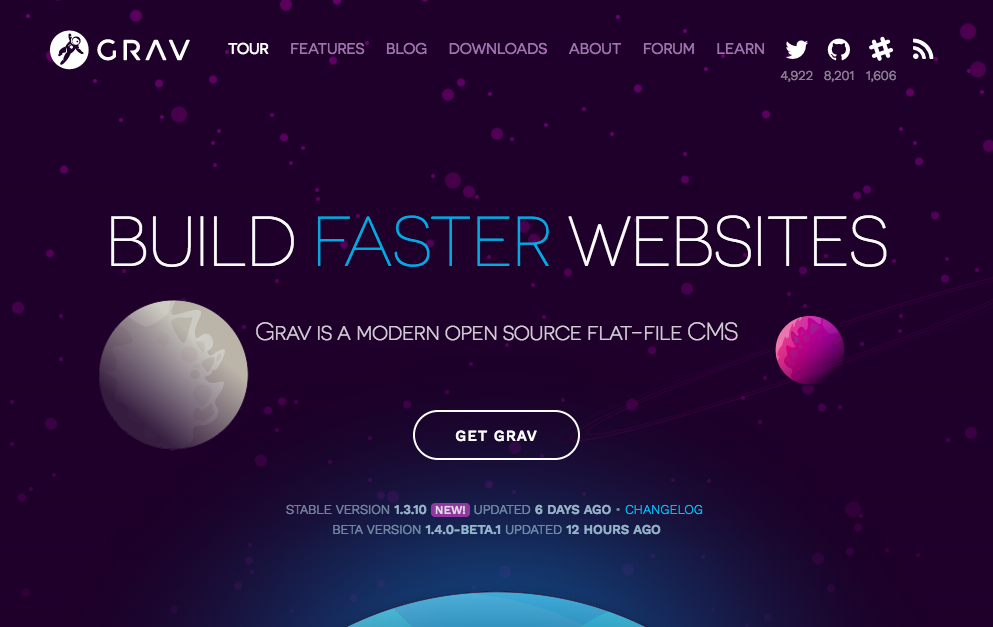 GRAV TOUR FEATURES BLOG DOWNLOADS ABOUT FORUM LEARN
4,922 8,201 1,606
BUILD FASTER WEBSITES
GRAV IS A MODERN OPEN SOURCE FLAT-FILE CMS
GET GRAV
STABLE VERSION 1.3.10 NEW! UPDATED 6 DAYS AGO • CHANGELOG
BETA VERSION 1.4.0-BETA.1 UPDATED 12 HOURS AGO